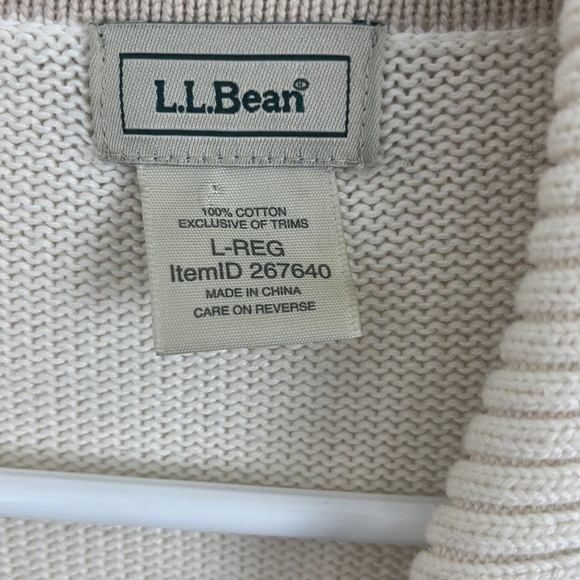 L.L.Bean®
100% COTTON
EXCLUSIVE OF TRIMS
L-REG
ItemID 267640
MADE IN CHINA
CARE ON REVERSE